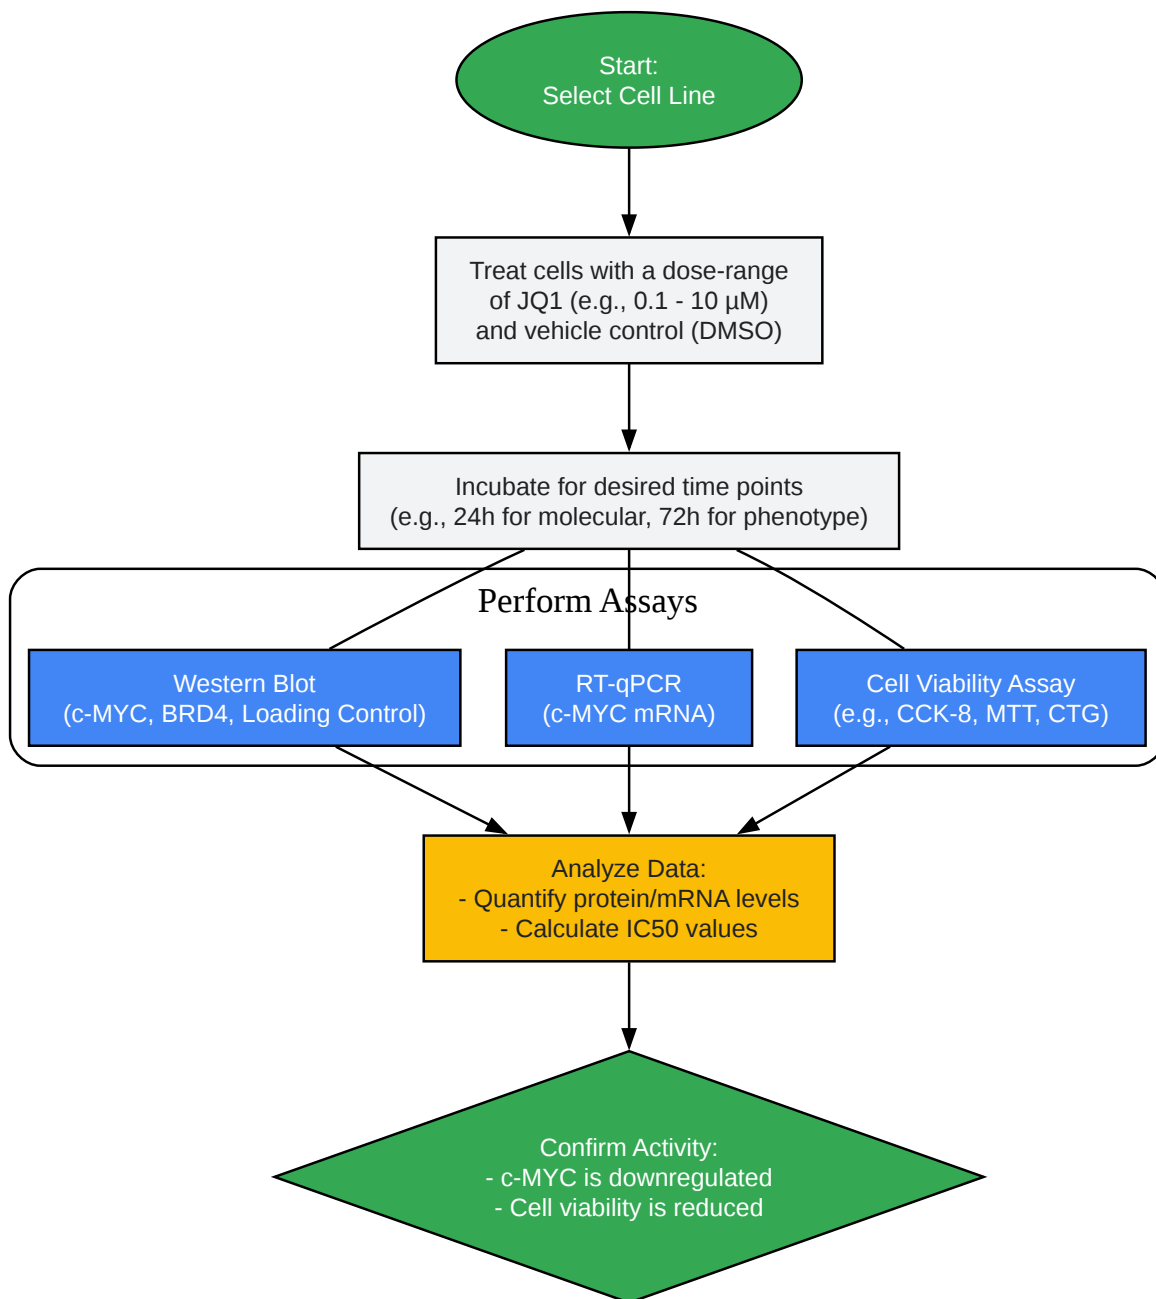 Start:
Select Cell Line
Treat cells with a dose-range
of JQ1 (e.g., 0.1 - 10 µM)
and vehicle control (DMSO)
Incubate for desired time points
(e.g., 24h for molecular, 72h for phenotype)
Perform Assays
Western Blot
(c-MYC, BRD4, Loading Control)
RT-qPCR
(c-MYC mRNA)
Cell Viability Assay
(e.g., CCK-8, MTT, CTG)
Analyze Data:
- Quantify protein/mRNA levels
- Calculate IC50 values
Confirm Activity:
- c-MYC is downregulated
- Cell viability is reduced